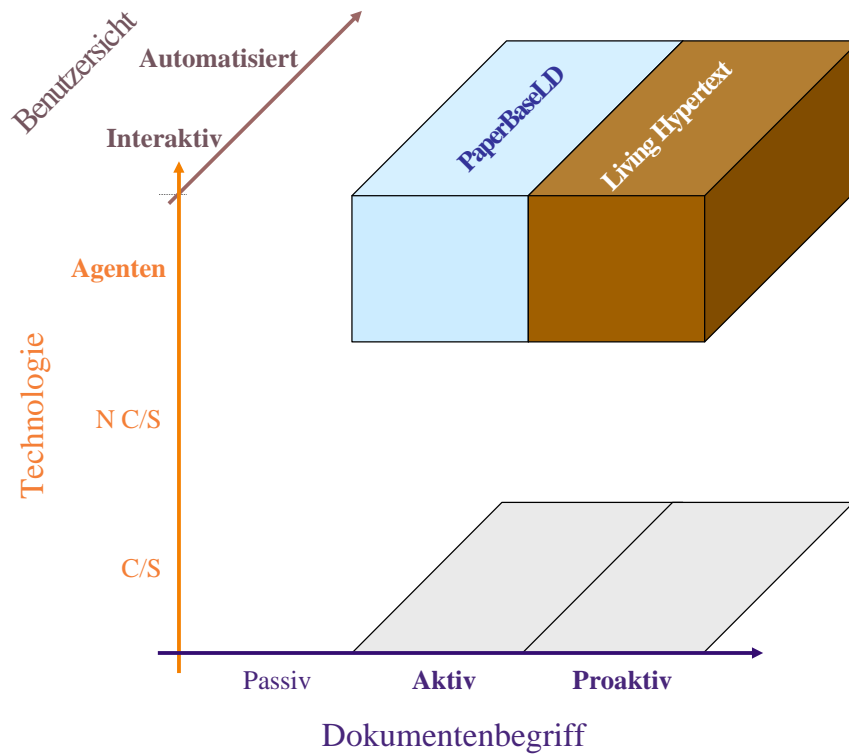 Benutzersicht
Automatisiert
Interaktiv
PaperBaseLD
Living Hypertext
Technologie
Agenten
N C/S
C/S
Passiv
Aktiv
Proaktiv
Dokumentenbegriff